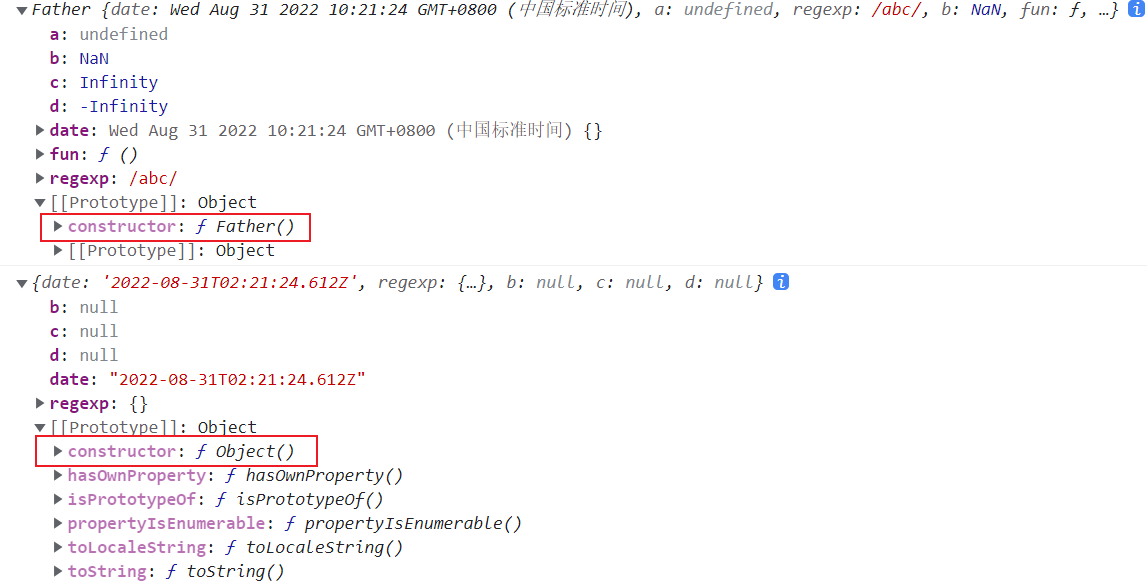 ▼Father {date: Wed Aug 31 2022 10:21:24 GMT+0800 (中国标准时间), a: undefined, regexp: /abc/, b: NaN, fun: ƒ, …} i
a: undefined
b: NaN
c: Infinity
d: -Infinity
▶date: Wed Aug 31 2022 10:21:24 GMT+0800 (中国标准时间) {}
▶fun: ƒ ()
▶regexp: /abc/
▼[[Prototype]]: Object
▶constructor: ƒ Father()
▶[[Prototype]]: Object
▼{date: '2022-08-31T02:21:24.612Z', regexp: {…}, b: null, c: null, d: null} i
b: null
c: null
d: null
date: "2022-08-31T02:21:24.612Z"
▶regexp: {}
▼[[Prototype]]: Object
▶constructor: ƒ Object()
▶hasOwnProperty: ƒ hasOwnProperty()
▶isPrototypeOf: ƒ isPrototypeOf()
▶propertyIsEnumerable: ƒ propertyIsEnumerable()
▶toLocaleString: ƒ toLocaleString()
▶toString: ƒ toString()